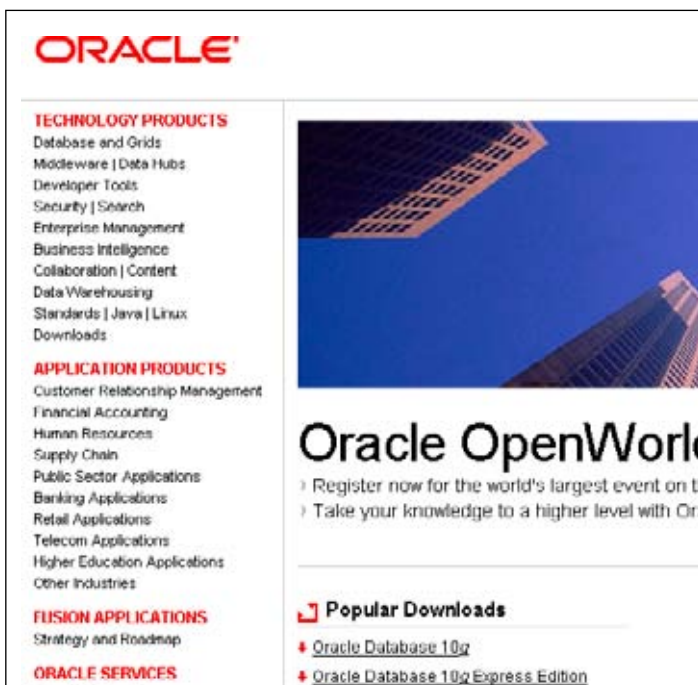 ORACLE
TECHNOLOGY PRODUCTS
Database and Grids
Middleware | Data Hubs
Developer Tools
Security | Search
Enterprise Management
Business Intelligence
Collaboration | Content
Data Warehousing
Standards | Java | Linux
Downloads
APPLICATION PRODUCTS
Customer Relationship Management
Financial Accounting
Human Resources
Supply Chain
Public Sector Applications
Banking Applications
Retail Applications
Telecom Applications
Higher Education Applications
Other Industries
FUSION APPLICATIONS
Strategy and Roadmap
ORACLE SERVICES
Oracle OpenWorl
Register now for the world's largest event on t
Take your knowledge to a higher level with Or
Popular Downloads
Oracle Database 10g
Oracle Database 10g Express Edition